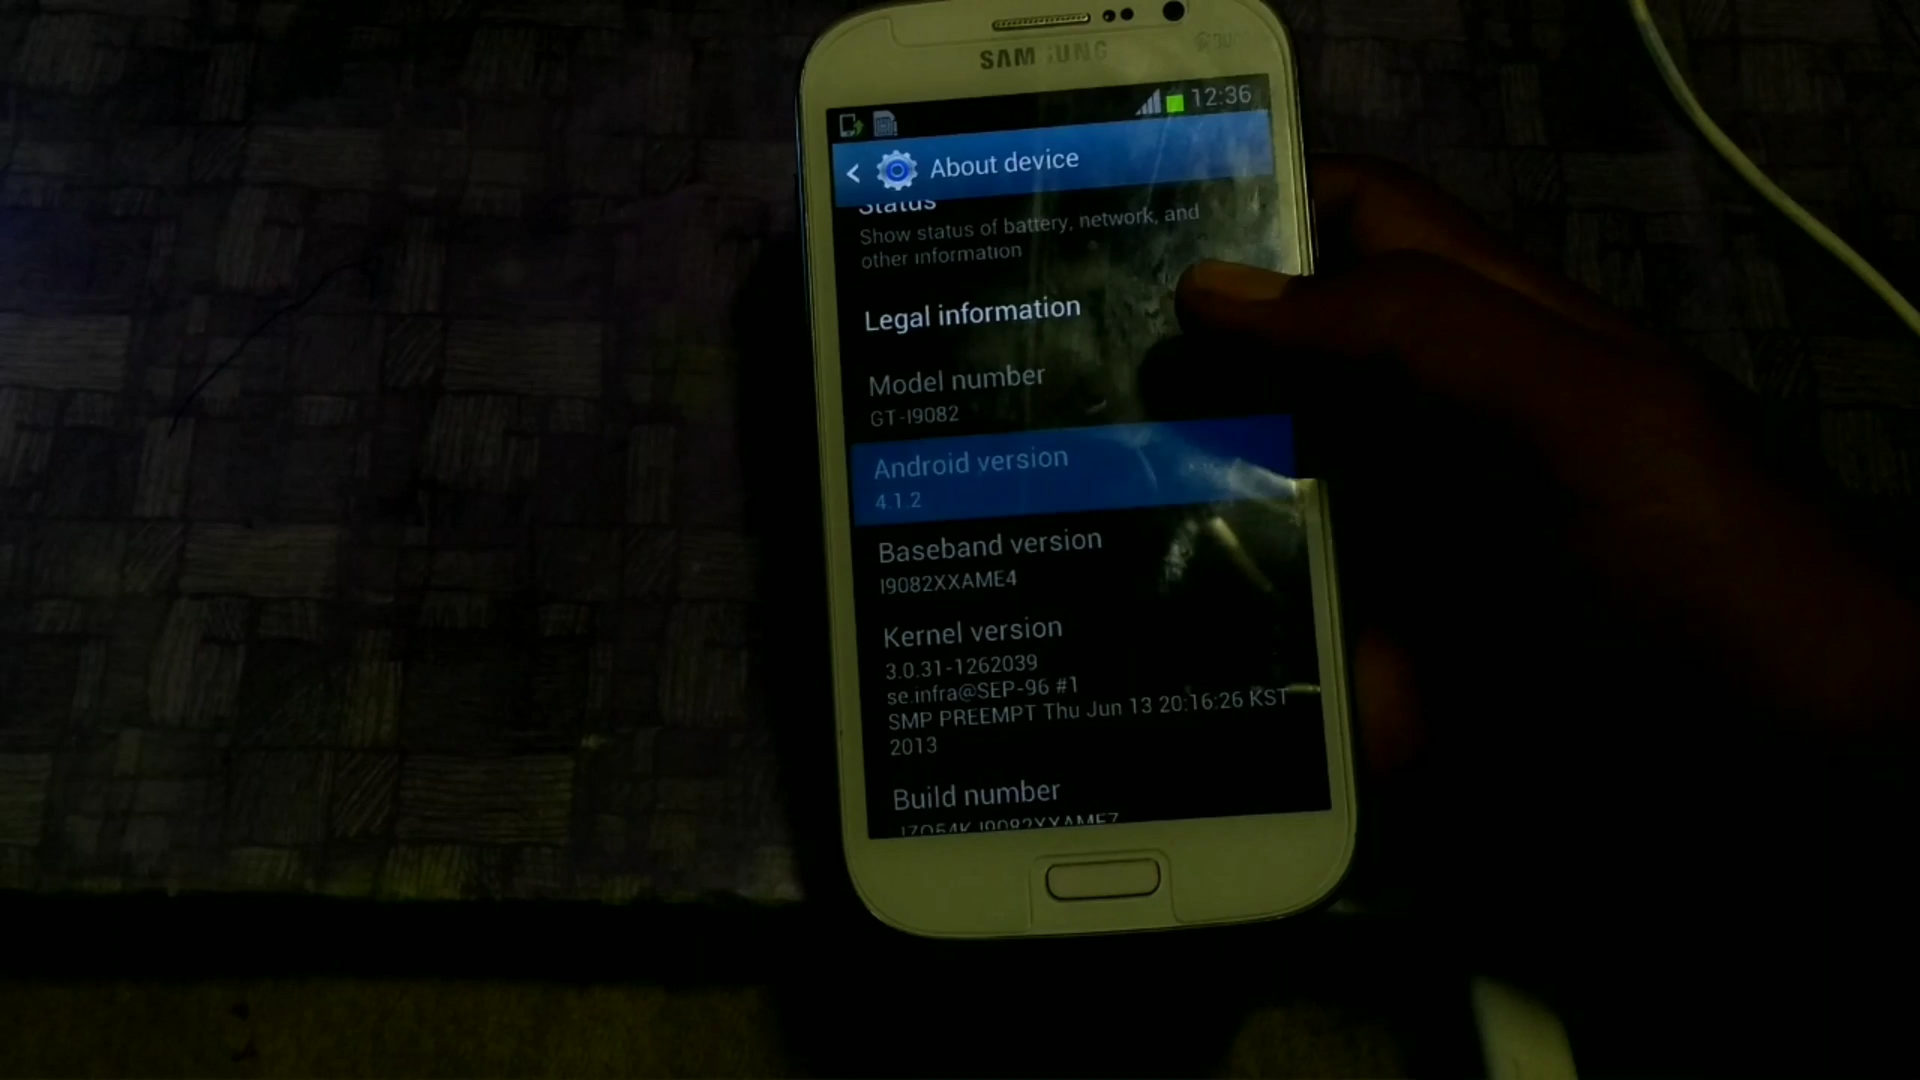 SAMSUNG
DUOS
12:36
About device
Status
Show status of battery, network, and
other information
Legal information
Model number
GT-I9082
Android version
4.1.2
Baseband version
I9082XXAME4
Kernel version
3.0.31-1262039
se.infra@SEP-96 #1
SMP PREEMPT Thu Jun 13 20:16:26 KST
2013
Build number